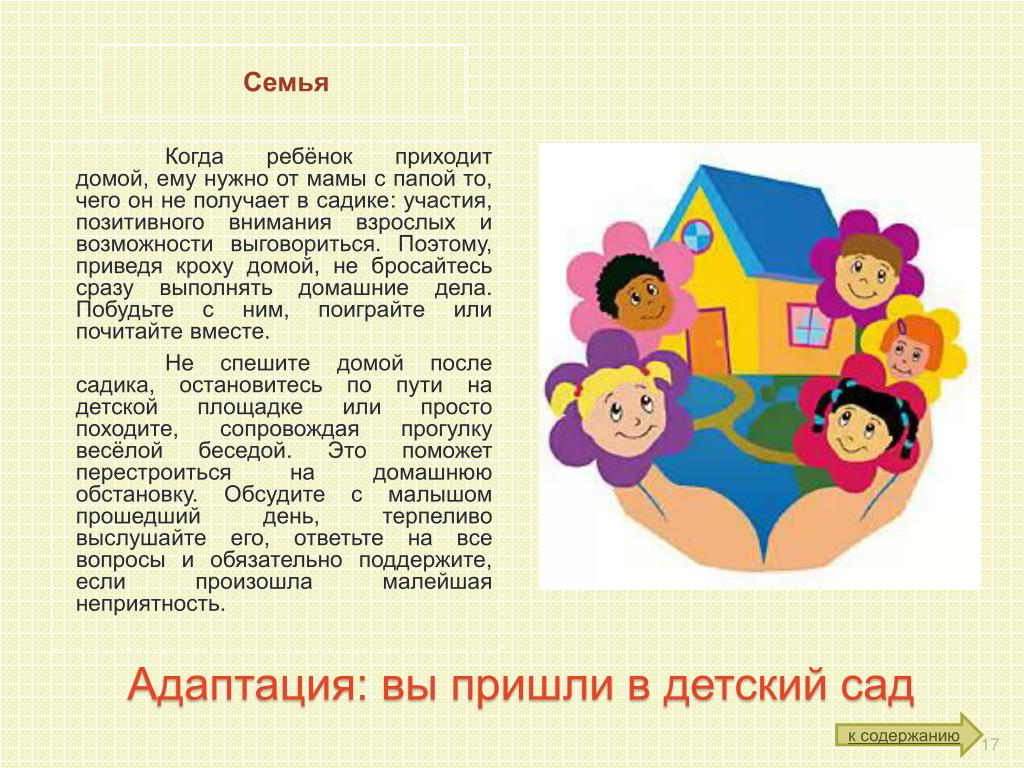 Семья
Когда ребёнок приходит
домой, ему нужно от мамы с папой то,
чего он не получает в садике: участия,
позитивного внимания взрослых и
возможности выговориться. Поэтому,
приведя кроху домой, не бросайтесь
сразу выполнять домашние дела.
Побудьте с ним, поиграйте или
почитайте вместе.
Не спешите домой после
садика, остановитесь по пути на
детской площадке или просто
походите, сопровождая прогулку
весёлой беседой. Это поможет
перестроиться на домашнюю
обстановку. Обсудите с малышом
прошедший день, терпеливо
выслушайте его, ответьте на все
вопросы и обязательно поддержите,
если произошла малейшая
неприятность.
Адаптация: вы пришли в детский сад
к содержанию
17